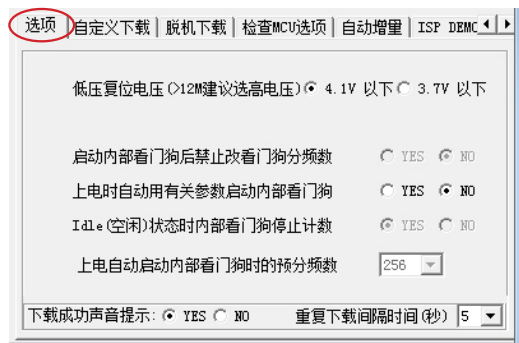 选项 自定义下载 脱机下载 检查MCU选项 自动增量 ISP DEMO
低压复位电压(>12M建议选高电压) 4.1V 以下 3.7V 以下
启动内部看门狗后禁止改看门狗分频数 YES NO
上电时自动用有关参数启动内部看门狗 YES NO
Idle(空闲)状态时内部看门狗停止计数 YES NO
上电自动启动内部看门狗时的预分频数 256
下载成功声音提示: YES NO 重复下载间隔时间(秒) 5